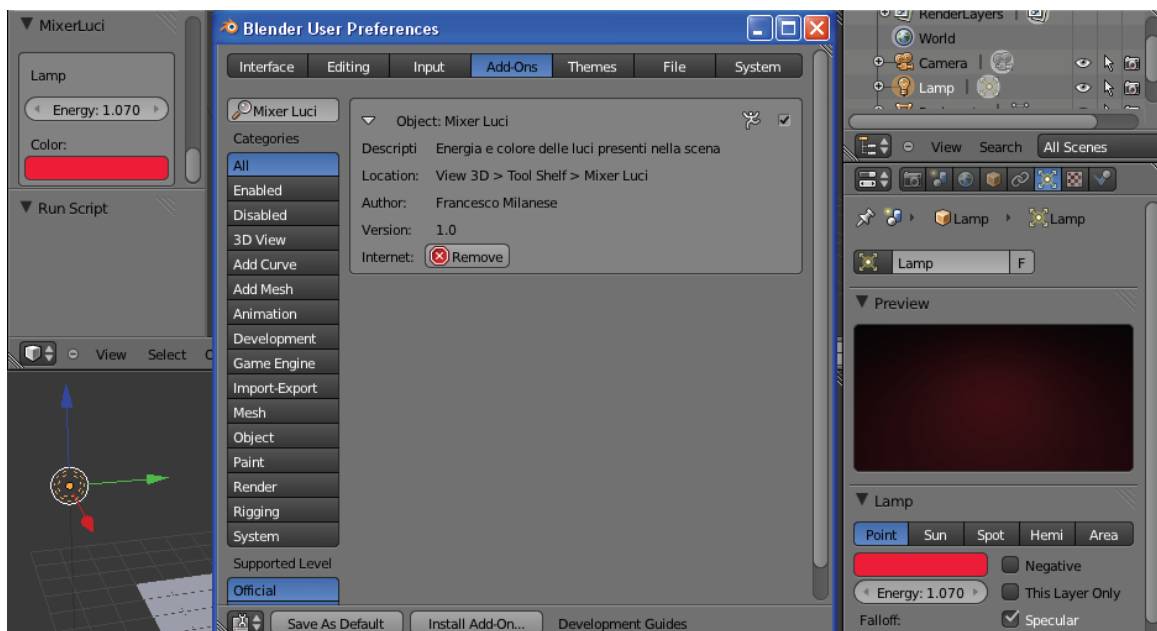 MixerLuci
Lamp
Energy: 1.070
Color:
Run Script
View Select
Blender User Preferences
Interface Editing Input Add-Ons Themes File System
Mixer Luci
Categories
All
Enabled
Disabled
3D View
Add Curve
Add Mesh
Animation
Development
Game Engine
Import-Export
Mesh
Object
Paint
Render
Rigging
System
Supported Level
Official
Object: Mixer Luci
Descripti Energia e colore delle luci presenti nella scena
Location: View 3D > Tool Shelf > Mixer Luci
Author: Francesco Milanese
Version: 1.0
Internet: Remove
Save As Default Install Add-On... Development Guides
RenderLayers
World
Camera
Lamp
View Search All Scenes
Lamp Lamp
Lamp F
Preview
Lamp
Point Sun Spot Hemi Area
Negative
Energy: 1.070 This Layer Only
Falloff: Specular